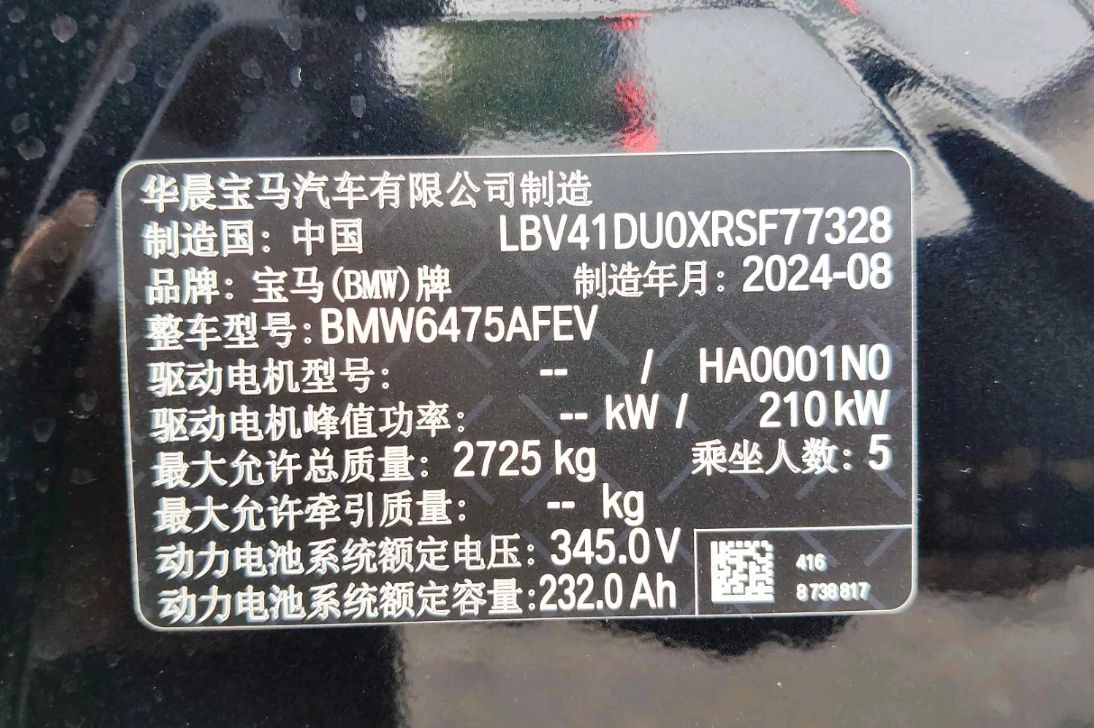 华晨宝马汽车有限公司制造
制造国：中国 LBV41DU0XRSF77328
品牌：宝马(BMW)牌 制造年月：2024-08
整车型号:BMW6475AFEV
驱动电机型号： -- / HA0001N0
驱动电机峰值功率： -- kW / 210 kW
最大允许总质量：2725 kg 乘坐人数：5
最大允许牵引质量： -- kg
动力电池系统额定电压：345.0 V
动力电池系统额定容量:232.0 Ah
416
8 738 817